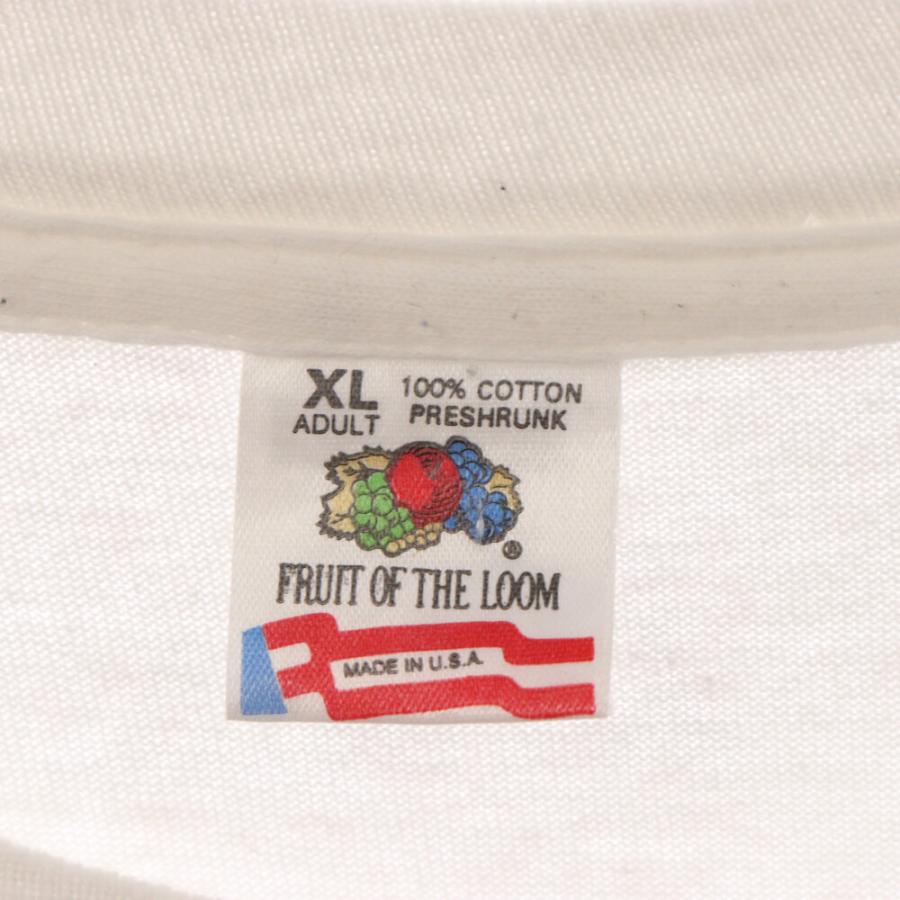 XL 100% COTTON
ADULT PRESHRUNK
®
FRUIT OF THE LOOM
MADE IN U.S.A.